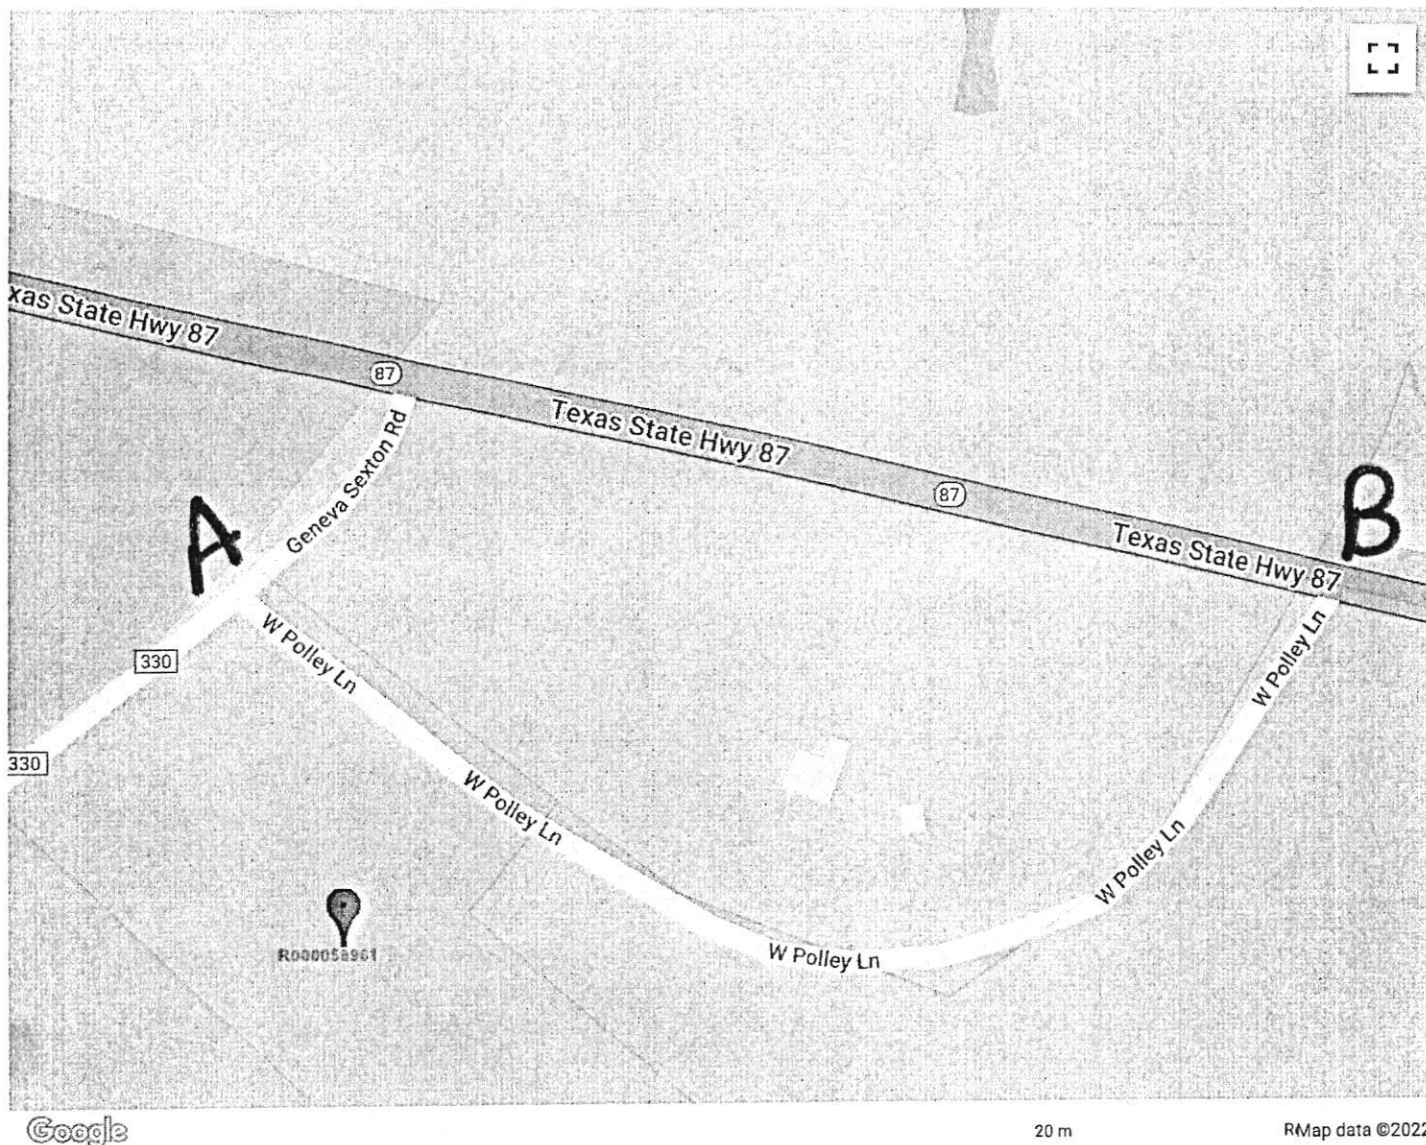 xas State Hwy 87
87
Texas State Hwy 87
87
Texas State Hwy 87
B
A
Geneva Sexton Rd
W Polley Ln
W Polley Ln
330
330
W Polley Ln
W Polley Ln
W Polley Ln
R000058961
Google
20 m
RMap data ©2022